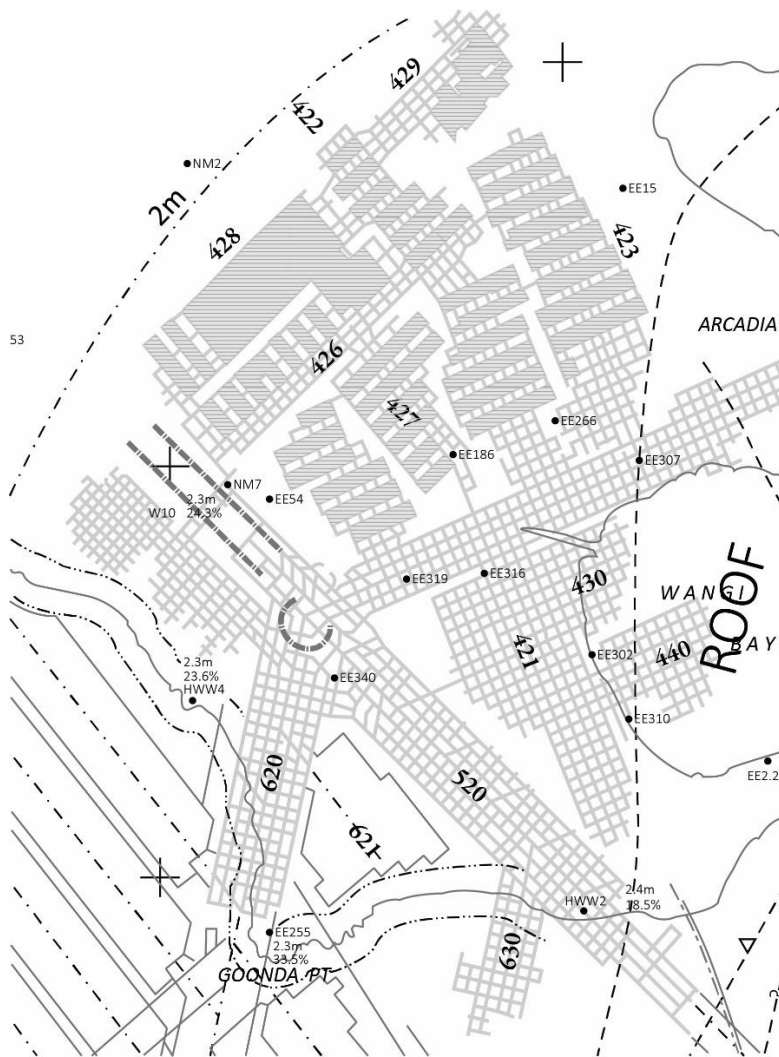 429
422
NM2
2m
EE15
428
423
53
ARCADIA
426
427
EE266
EE186
EE307
NM7
2.3m
EE54
W10 24.3%
EE319
EE316
430
WANGI
ROOF
421
BAY
2.3m
23.6%
HWW4
EE302
440
EE340
EE310
620
520
EE2.2
621
2.4m
HWW2 18.5%
EE255
2.3m
33.5%
GOONDA PT
630